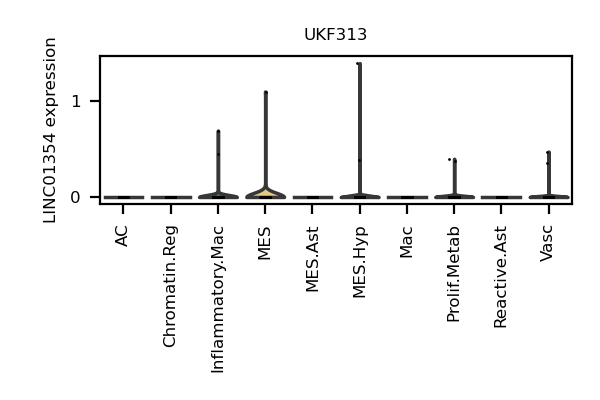 UKF313
LINC01354 expression
1
0
AC
Chromatin.Reg
Inflammatory.Mac
MES
MES.Ast
MES.Hyp
Mac
Prolif.Metab
Reactive.Ast
Vasc